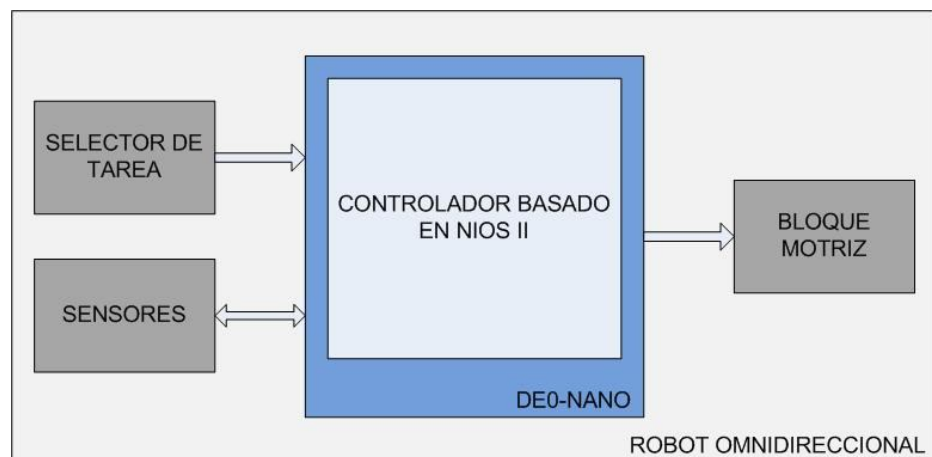 SELECTOR DE
TAREA
SENSORES
CONTROLADOR BASADO
EN NIOS II
DE0-NANO
BLOQUE
MOTRIZ
ROBOT OMNIDIRECCIONAL